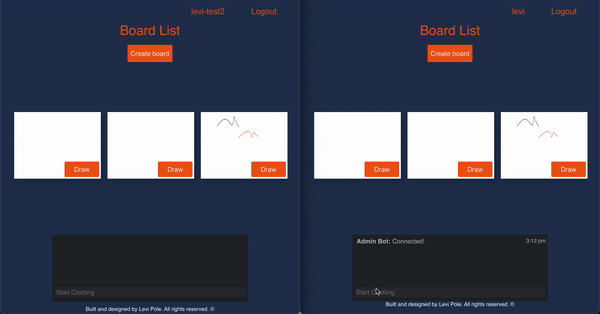 levi-test2 Logout
Board List
Create board
Draw Draw Draw
Start Chatting
Built and designed by Levi Pole. All rights reserved. ©
levi Logout
Board List
Create board
Draw Draw Draw
Admin Bot: Connected! 3:12 pm
Start Chatting
Built and designed by Levi Pole. All rights reserved. ©